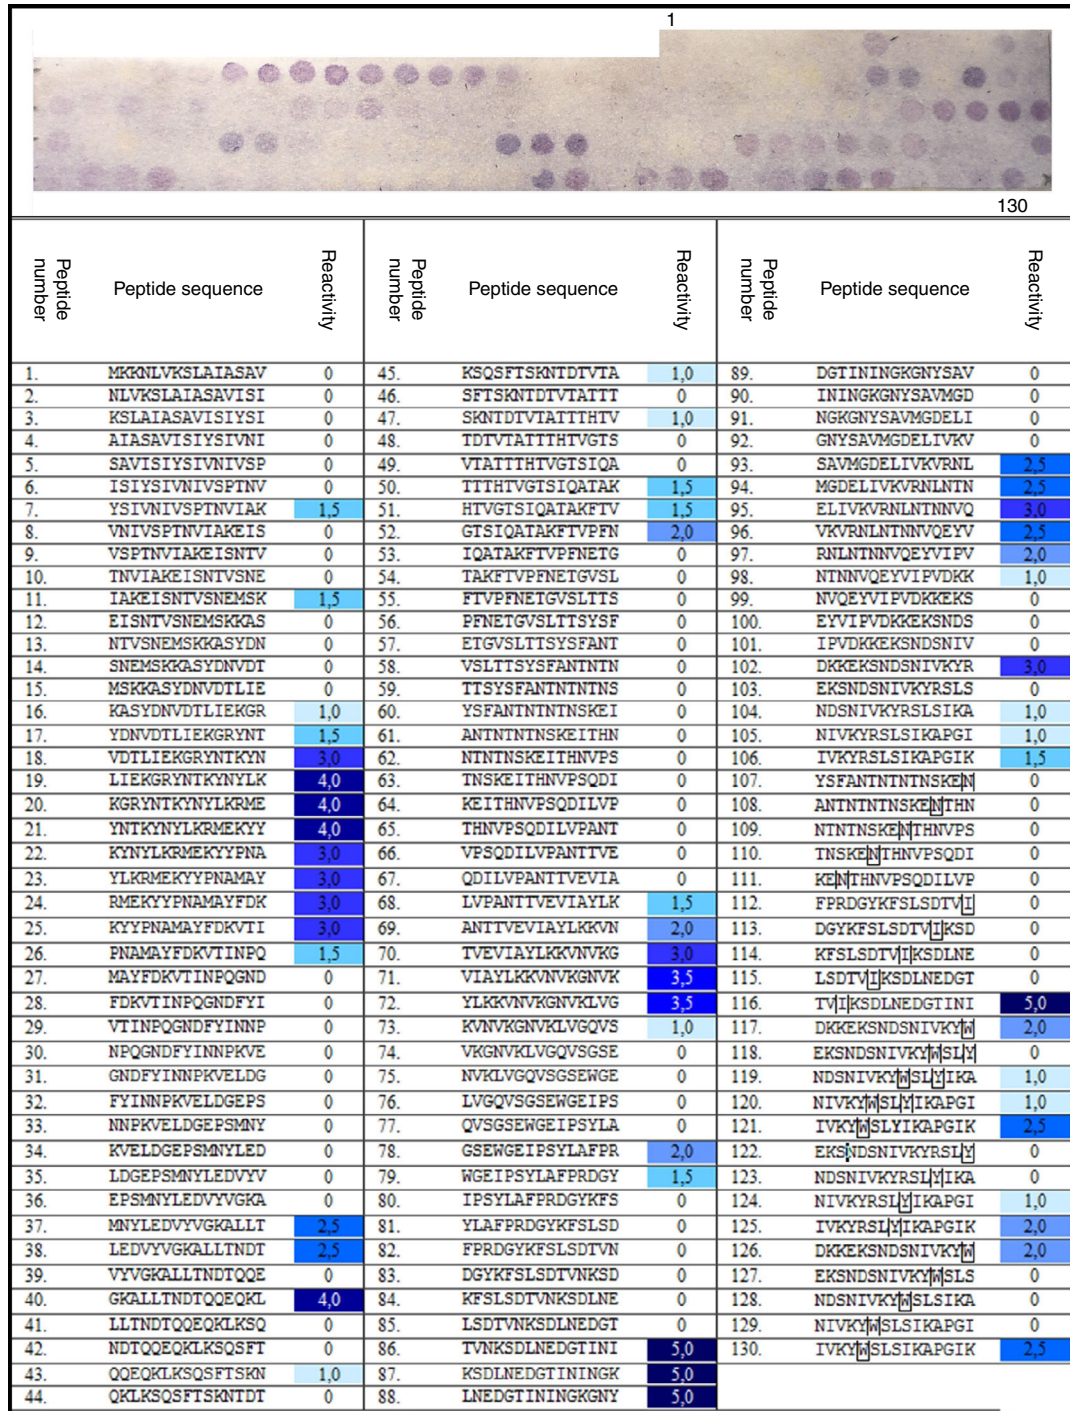 1
130
Peptide number Peptide sequence Reactivity Peptide number Peptide sequence Reactivity Peptide number Peptide sequence Reactivity
1. MKKNLVKSLAIASAV 0 45. KSQSFTSKNTDTVTA 1,0 89. DGTININGKGNYSAV 0
2. NLVKSLAIASAVISI 0 46. SFTSKNTDTVTATTT 0 90. ININGKGNYSAVMGD 0
3. KSLAIASAVISIYSI 0 47. SKNTDTVTATTTHTV 1,0 91. NGKGNYSAVMGDELI 0
4. AIASAVISIYSIVNI 0 48. TDTVTATTTHTVGTS 0 92. GNYSAVMGDELIVKV 0
5. SAVISIYSIVNIVSP 0 49. VTATTTHTVGTSIQA 0 93. SAVMGDELIVKVRNL 2,5
6. ISIYSIVNIVSPTNV 0 50. TTTHTVGTSIQATAK 1,5 94. MGDELIVKVRNLNTN 2,5
7. YSIVNIVSPTNVIAK 1,5 51. HTVGTSIQATAKFTV 1,5 95. ELIVKVRNLNTNNVQ 3,0
8. VNIVSPTNVIAKEIS 0 52. GTSIQATAKFTVPFN 2,0 96. VKVRNLNTNNVQEYV 2,5
9. VSPTNVIAKEISNTV 0 53. IQATAKFTVPFNETG 0 97. RNLNTNNVQEYVIPV 2,0
10. TNVIAKEISNTVSNE 0 54. TAKFTVPFNETGVSL 0 98. NTNNVQEYVIPVDKK 1,0
11. IAKEISNTVSNEMSK 1,5 55. FTVPFNETGVSLTTS 0 99. NVQEYVIPVDKKEKS 0
12. EISNTVSNEMSKKAS 0 56. PFNETGVSLTTSYSF 0 100. EYVIPVDKKEKSNDS 0
13. NTVSNEMSKKASYDN 0 57. ETGVSLTTSYSFANT 0 101. IPVDKKEKSNDSNIV 0
14. SNEMSKKASYDNVDT 0 58. VSLTTSYSFANTNTN 0 102. DKKEKSNDSNIVKYR 3,0
15. MSKKASYDNVDTLIE 0 59. TTSYSFANTNTNTNS 0 103. EKSNDSNIVKYRSLS 0
16. KASYDNVDTLIEKGR 1,0 60. YSFANTNTNTNSKEI 0 104. NDSNIVKYRSLSIKA 1,0
17. YDNVDTLIEKGRYNT 1,5 61. ANTNTNTNSKEITHN 0 105. NIVKYRSLSIKAPGI 1,0
18. VDTLIEKGRYNTKYN 3,0 62. NTNTNSKEITHNVPS 0 106. IVKYRSLSIKAPGIK 1,5
19. LIEKGRYNTKYNYLK 4,0 63. TNSKEITHNVPSQDI 0 107. YSFANTNTNTNSKEN 0
20. KGRYNTKYNYLKRME 4,0 64. KEITHNVPSQDILVP 0 108. ANTNTNTNSKENTHN 0
21. YNTKYNYLKRMEKYY 4,0 65. THNVPSQDILVPANT 0 109. NTNTNSKENTHNVPS 0
22. KYNYLKRMEKYYPNA 3,0 66. VPSQDILVPANTTVE 0 110. TNSKENTHNVPSQDI 0
23. YLKRMEKYYPNAMAY 3,0 67. QDILVPANTTVEVIA 0 111. KENTHNVPSQDILVP 0
24. RMEKYYPNAMAYFDK 3,0 68. LVPANTTVEVIAYLK 1,5 112. FPRDGYKFSLSDTVI 0
25. KYYPNAMAYFDKVTI 3,0 69. ANTTVEVIAYLKKVN 2,0 113. DGYKFSLSDTVIKSD 0
26. PNAMAYFDKVTINPQ 1,5 70. TVEVIAYLKKVNVKG 3,0 114. KFSLSDTVIKSDLNE 0
27. MAYFDKVTINPQGND 0 71. VIAYLKKVNVKGNVK 3,5 115. LSDTVIKSDLNEDGT 0
28. FDKVTINPQGNDFYI 0 72. YLKKVNVKGNVKLVG 3,5 116. TVIKSDLNEDGTINI 5,0
29. VTINPQGNDFYINNP 0 73. KVNVKGNVKLVGQVS 1,0 117. DKKEKSNDSNIVKYW 2,0
30. NPQGNDFYINNPKVE 0 74. VKGNVKLVGQVSGSE 0 118. EKSNDSNIVKYWSLY 0
31. GNDFYINNPKVELDG 0 75. NVKLVGQVSGSEWGE 0 119. NDSNIVKYWSLYIKA 1,0
32. FYINNPKVELDGEPS 0 76. LVGQVSGSEWGEIPS 0 120. NIVKYWSLYIKAPGI 1,0
33. NNPKVELDGEPSMNY 0 77. QVSGSEWGEIPSYLA 0 121. IVKYWSLYIKAPGIK 2,5
34. KVELDGEPSMNYLED 0 78. GSEWGEIPSYLAFPR 2,0 122. EKSNDSNIVKYRSLY 0
35. LDGEPSMNYLEDVYV 0 79. WGEIPSYLAFPRDGY 1,5 123. NDSNIVKYRSLYIKA 0
36. EPSMNYLEDVYVGKA 0 80. IPSYLAFPRDGYKFS 0 124. NIVKYRSLYIKAPGI 1,0
37. MNYLEDVYVGKALLT 2,5 81. YLAFPRDGYKFSLSD 0 125. IVKYRSLYIKAPGIK 2,0
38. LEDVYVGKALLTNDT 2,5 82. FPRDGYKFSLSDTVN 0 126. DKKEKSNDSNIVKYW 2,0
39. VYVGKALLTNDTQQE 0 83. DGYKFSLSDTVNKSD 0 127. EKSNDSNIVKYWSLS 0
40. GKALLTNDTQQEQKL 4,0 84. KFSLSDTVNKSDLNE 0 128. NDSNIVKYWSLSIKA 0
41. LLTNDTQQEQKLKSQ 0 85. LSDTVNKSDLNEDGT 0 129. NIVKYWSLSIKAPGI 0
42. NDTQQEQKLKSQSFT 0 86. TVNKSDLNEDGTINI 5,0 130. IVKYWSLSIKAPGIK 2,5
43. QQEQKLKSQSFTSKN 1,0 87. KSDLNEDGTININGK 5,0
44. QKLKSQSFTSKNTDT 0 88. LNEDGTININGKGNY 5,0